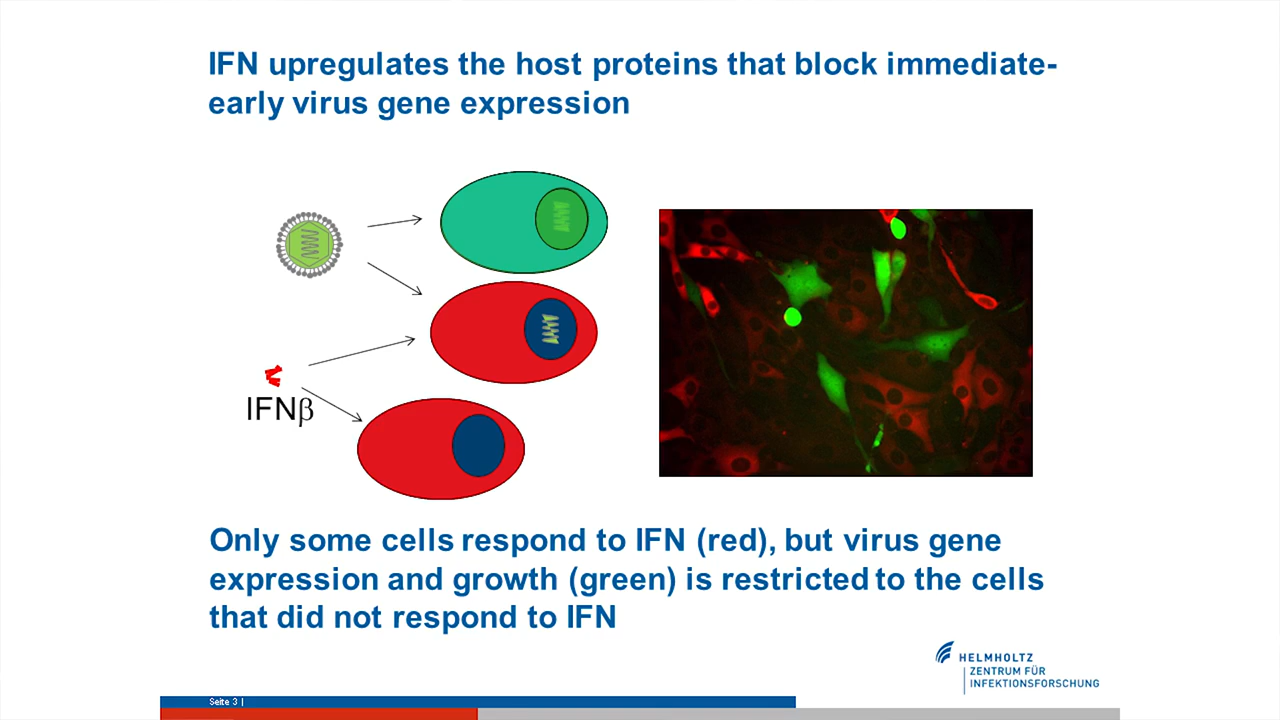 IFN upregulates the host proteins that block immediate-
early virus gene expression
IFNβ
Only some cells respond to IFN (red), but virus gene
expression and growth (green) is restricted to the cells
that did not respond to IFN
HELMHOLTZ
ZENTRUM FÜR
INFEKTIONSFORSCHUNG
Seite 3 |